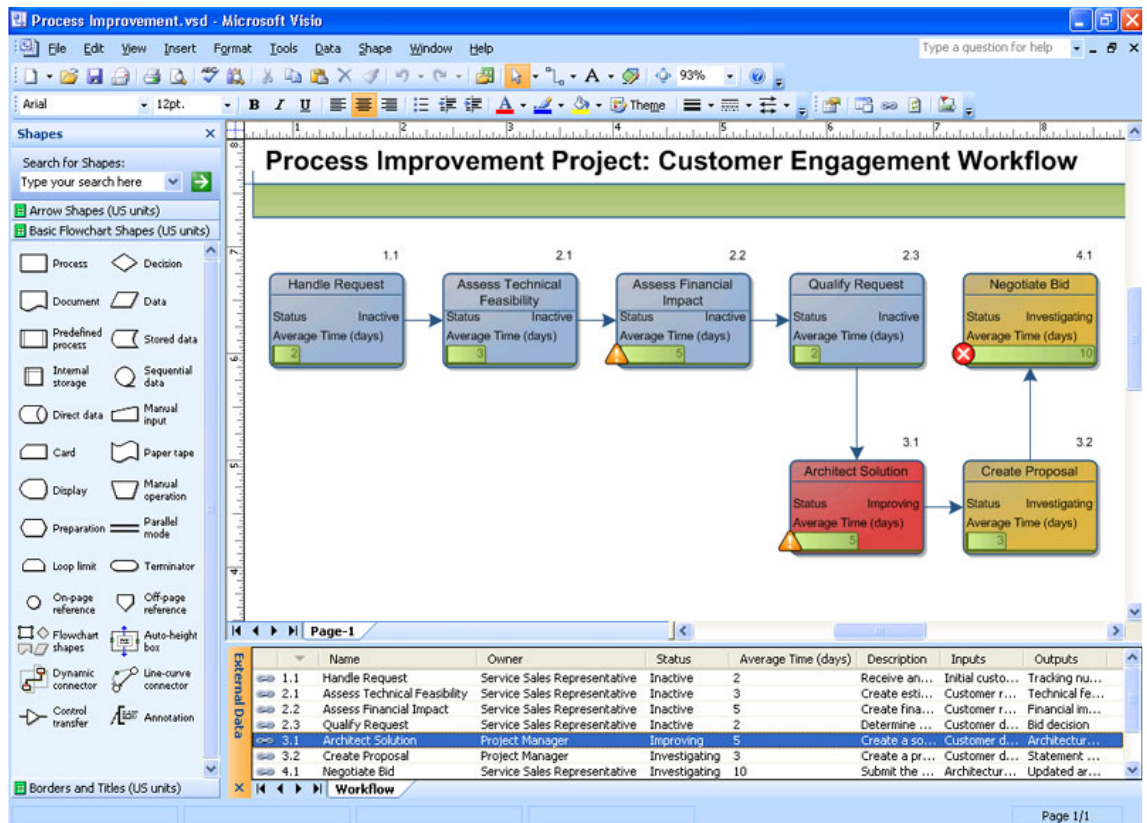 Process Improvement.vsd - Microsoft Visio
File Edit View Insert Format Tools Data Shape Window Help
Type a question for help
93%
Arial 12pt. B I U A Theme
Shapes
Search for Shapes:
Type your search here
Arrow Shapes (US units)
Basic Flowchart Shapes (US units)
Process Decision
Document Data
Predefined process Stored data
Internal storage Sequential data
Direct data Manual input
Card Paper tape
Display Manual operation
Preparation Parallel mode
Loop limit Terminator
On-page reference Off-page reference
Flowchart shapes Auto-height box
Dynamic connector Line-curve connector
Control transfer Annotation
Borders and Titles (US units)
1 2 3 4 5 6 7 8
8
7
6
5
4
Process Improvement Project: Customer Engagement Workflow
1.1
Handle Request
Status Inactive
Average Time (days)
2
2.1
Assess Technical
Feasibility
Status Inactive
Average Time (days)
3
2.2
Assess Financial
Impact
Status Inactive
Average Time (days)
5
2.3
Qualify Request
Status Inactive
Average Time (days)
2
4.1
Negotiate Bid
Status Investigating
Average Time (days)
10
3.1
Architect Solution
Status Improving
Average Time (days)
5
3.2
Create Proposal
Status Investigating
Average Time (days)
3
Page-1
External Data
Name Owner Status Average Time (days) Description Inputs Outputs
1.1 Handle Request Service Sales Representative Inactive 2 Receive an... Initial custo... Tracking nu...
2.1 Assess Technical Feasibility Service Sales Representative Inactive 3 Create esti... Customer r... Technical fe...
2.2 Assess Financial Impact Service Sales Representative Inactive 5 Create fina... Customer r... Financial im...
2.3 Qualify Request Service Sales Representative Inactive 2 Determine ... Customer d... Bid decision
3.1 Architect Solution Project Manager Improving 5 Create a so... Customer d... Architectur...
3.2 Create Proposal Project Manager Investigating 3 Create a pr... Customer d... Statement ...
4.1 Negotiate Bid Service Sales Representative Investigating 10 Submit the ... Architectur... Updated ar...
Workflow
Page 1/1